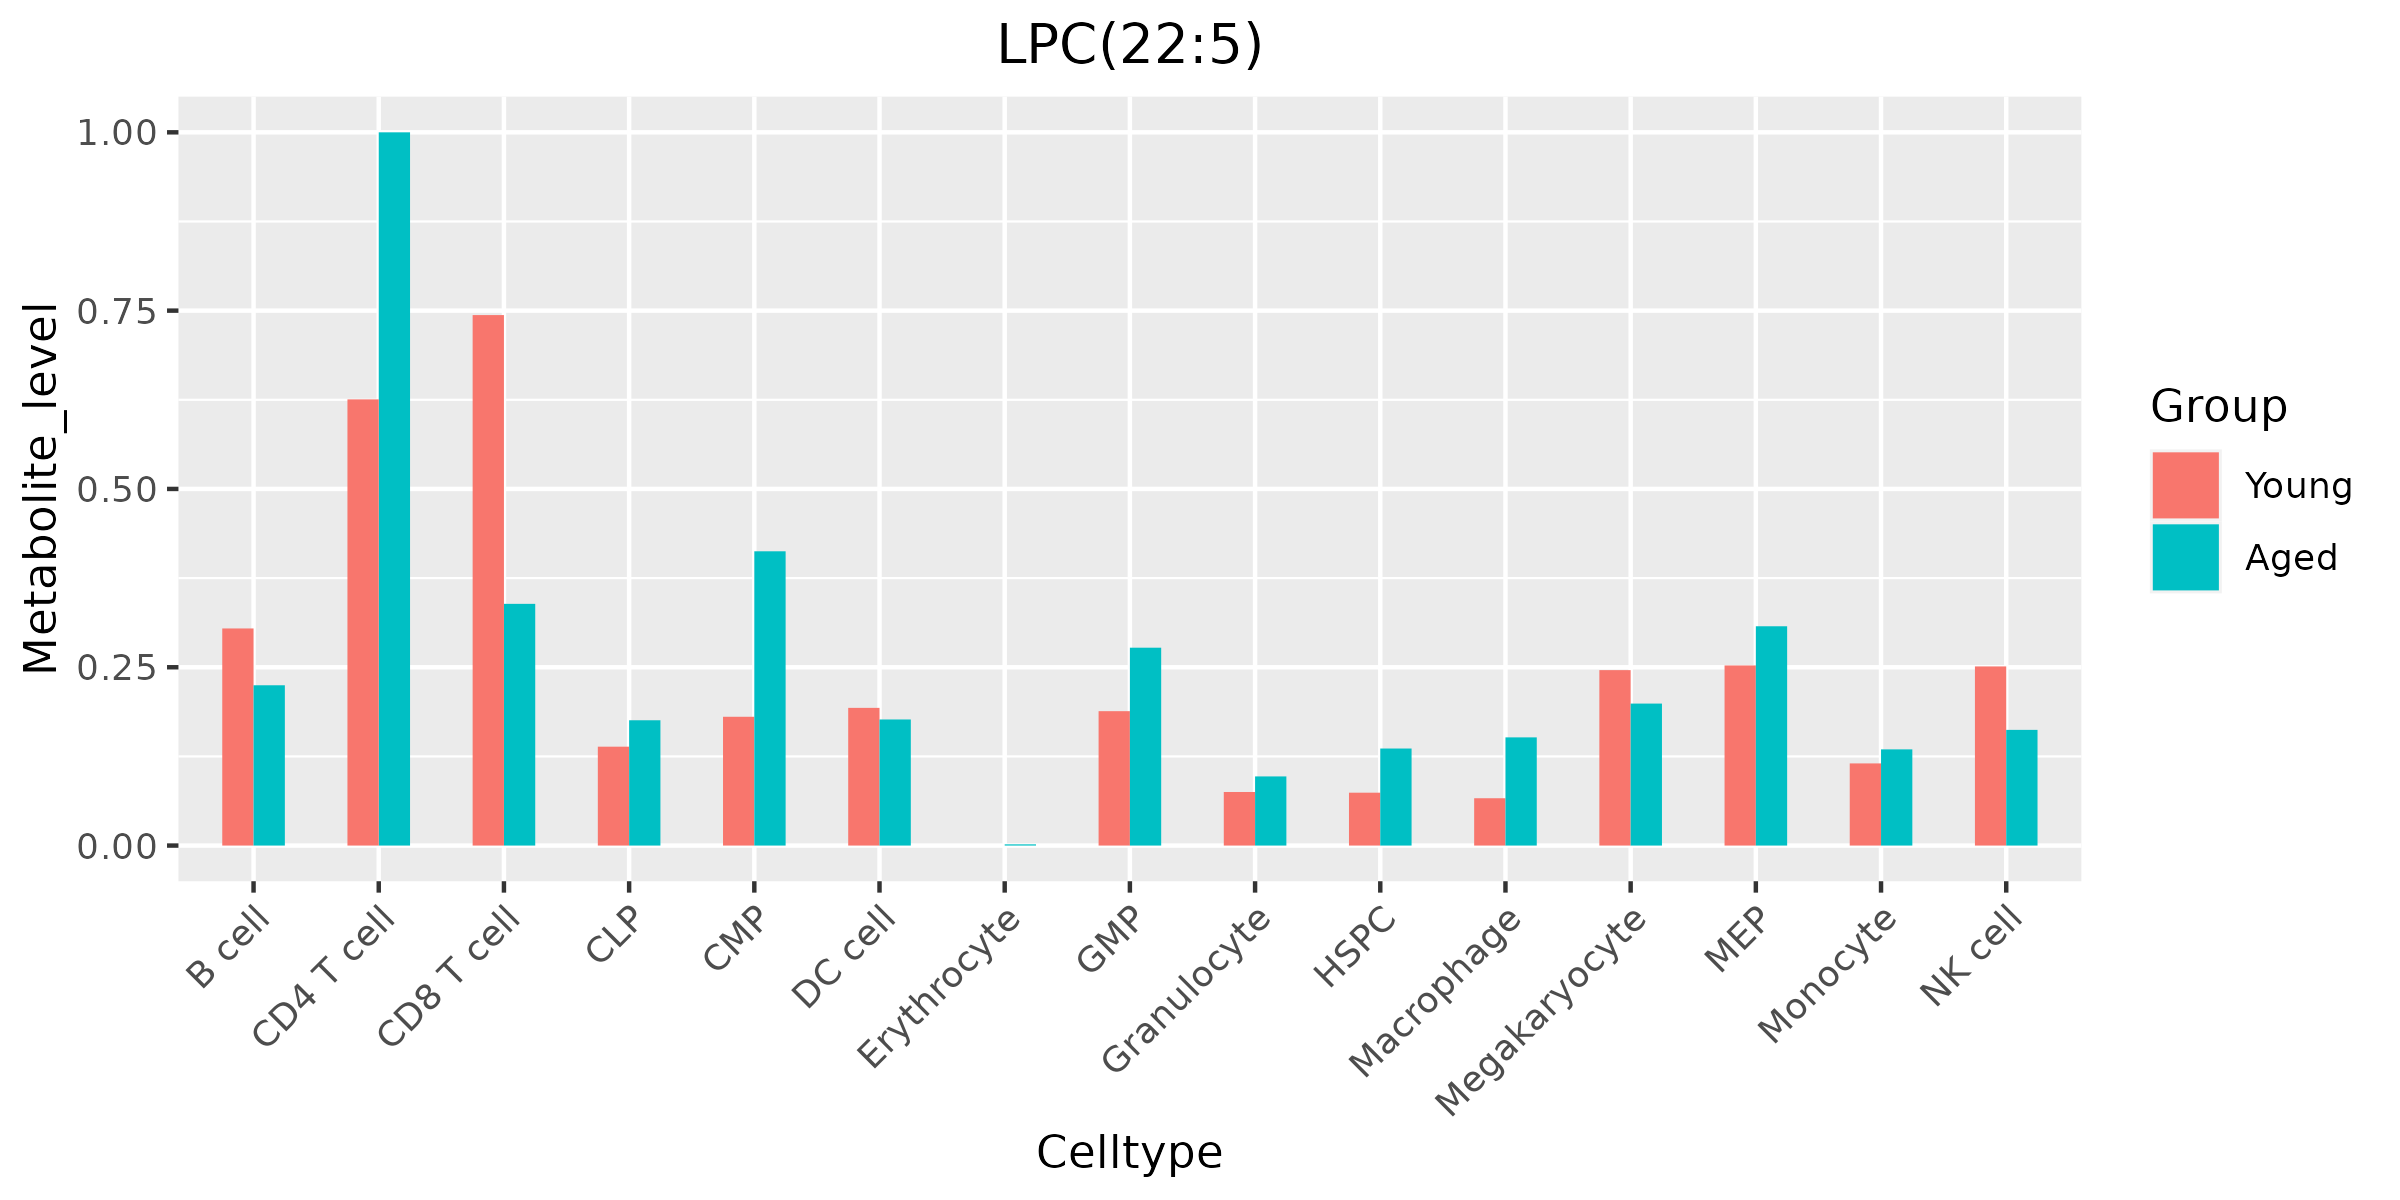 LPC(22:5)
Metabolite_level
1.00
0.75
0.50
0.25
0.00
B cell
CD4 T cell
CD8 T cell
CLP
CMP
DC cell
Erythrocyte
GMP
Granulocyte
HSPC
Macrophage
Megakaryocyte
MEP
Monocyte
NK cell
Celltype
Group
Young
Aged